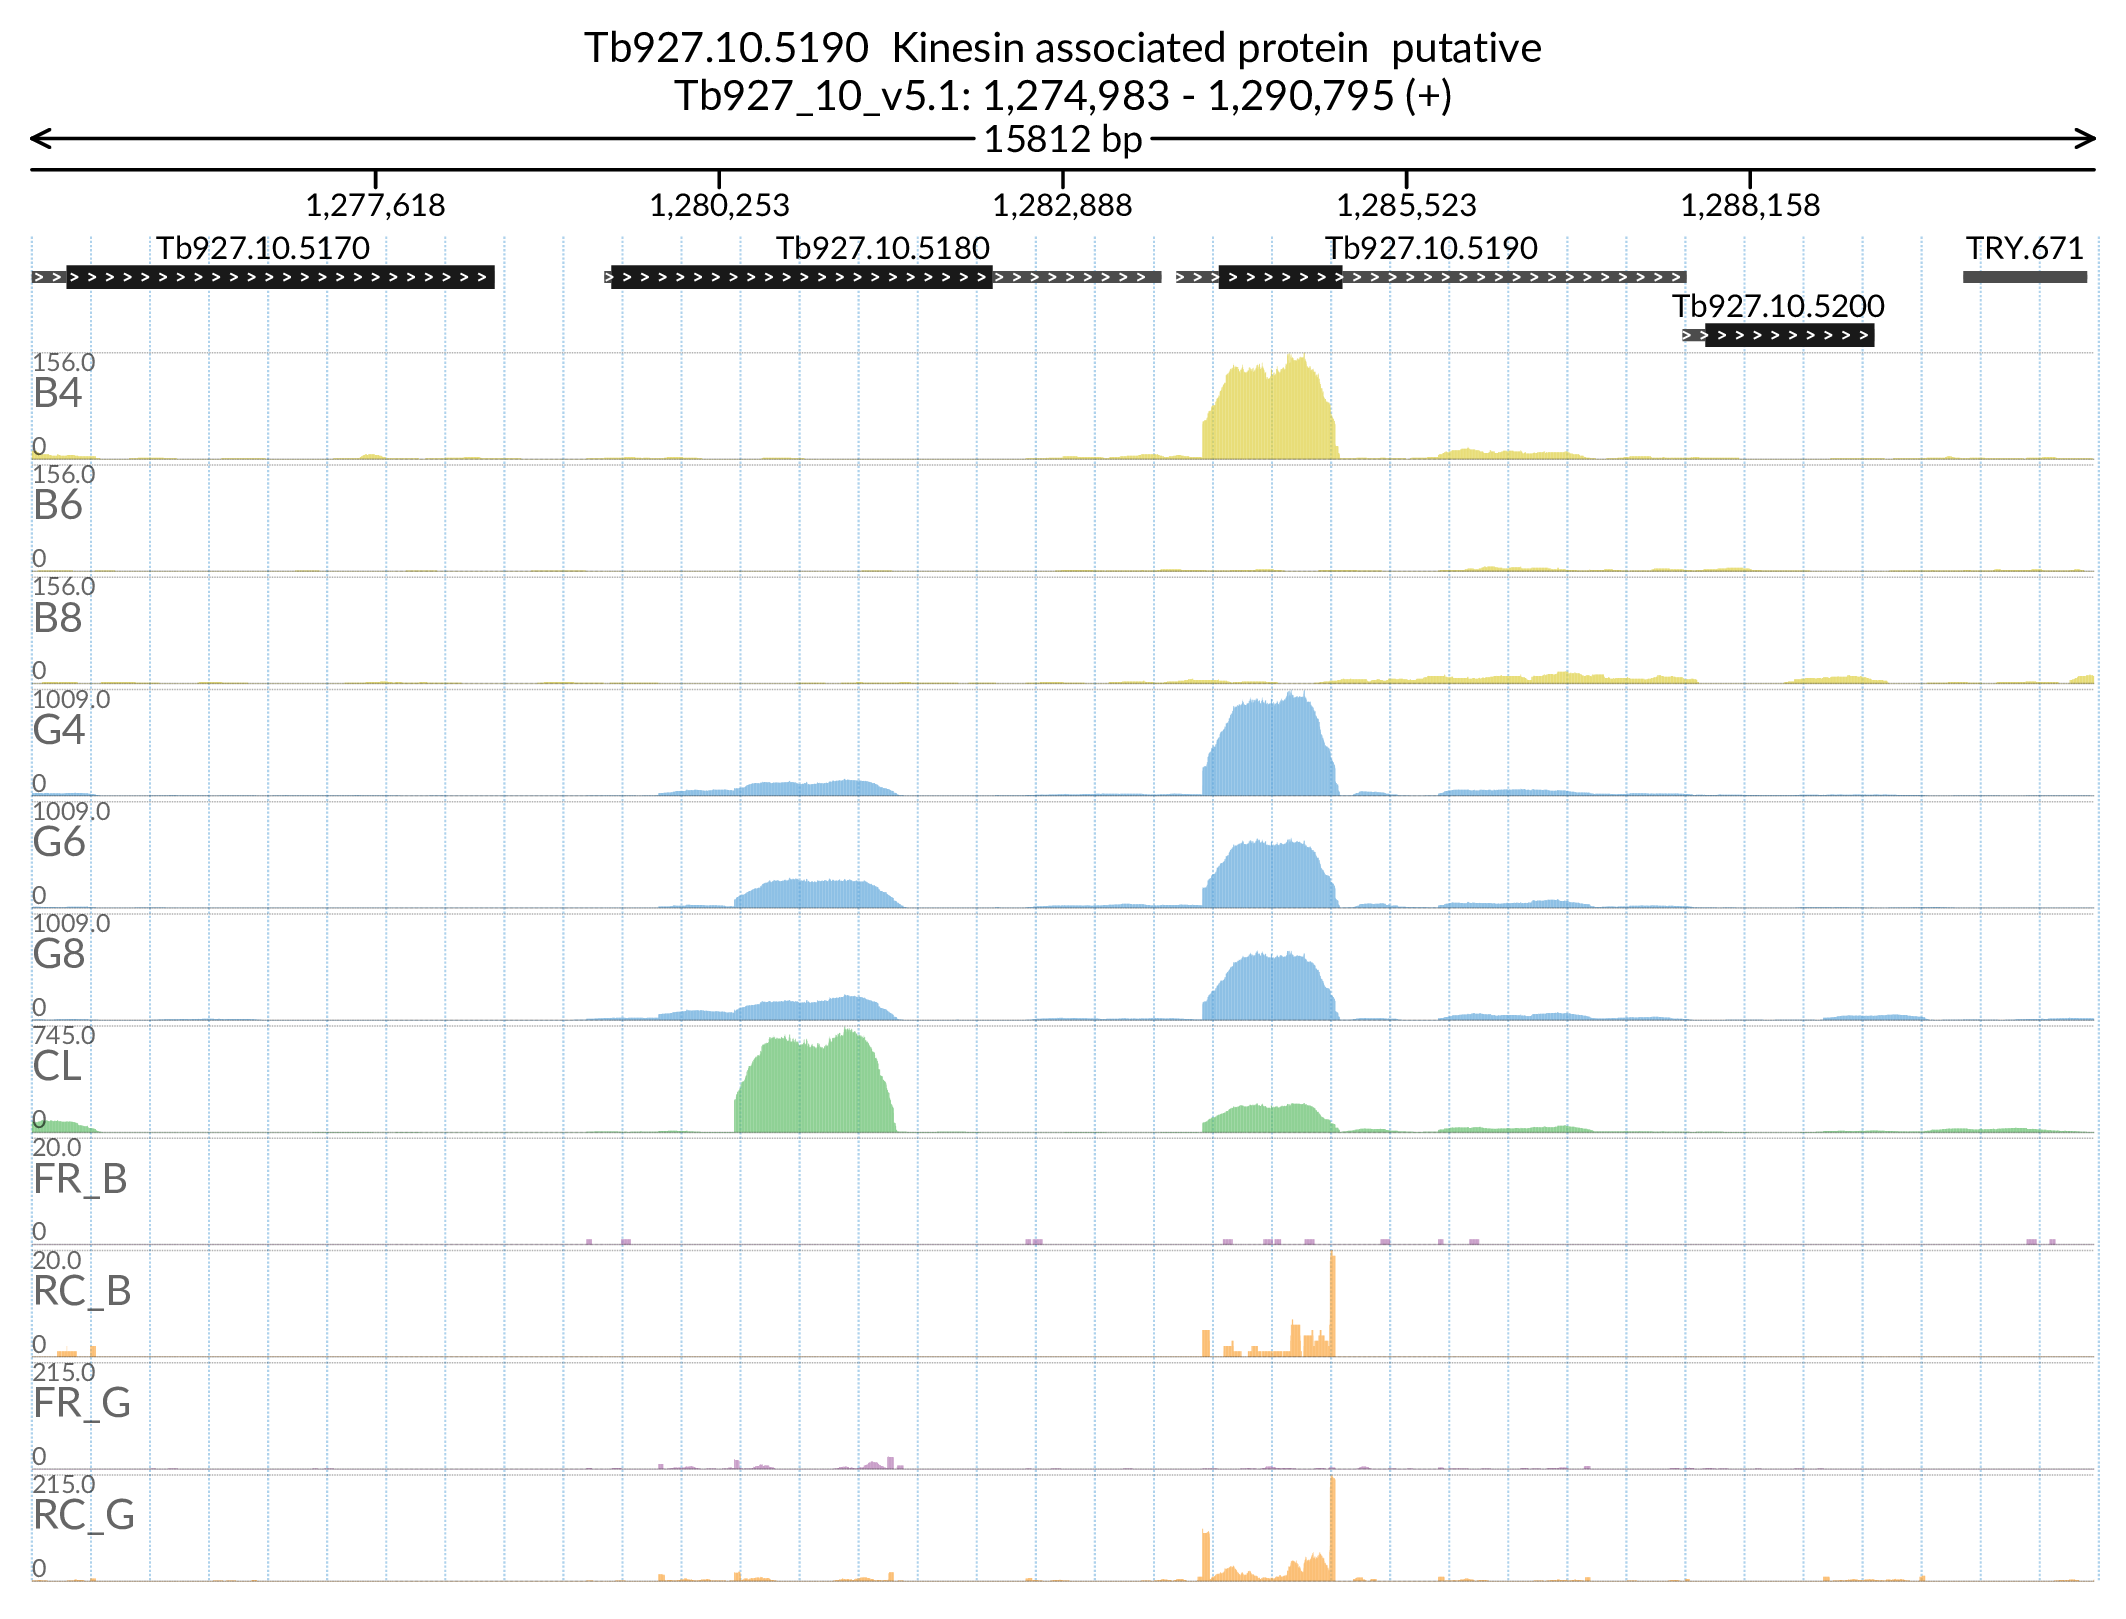 Tb927.10.5190 Kinesin associated protein putative
Tb927_10_v5.1: 1,274,983 - 1,290,795 (+)
15812 bp
1,277,618 1,280,253 1,282,888 1,285,523 1,288,158
Tb927.10.5170 Tb927.10.5180 Tb927.10.5190 TRY.671
Tb927.10.5200
156.0
B4
0
156.0
B6
0
156.0
B8
0
1009.0
G4
0
1009.0
G6
0
1009.0
G8
0
745.0
CL
0
20.0
FR_B
0
20.0
RC_B
0
215.0
FR_G
0
215.0
RC_G
0